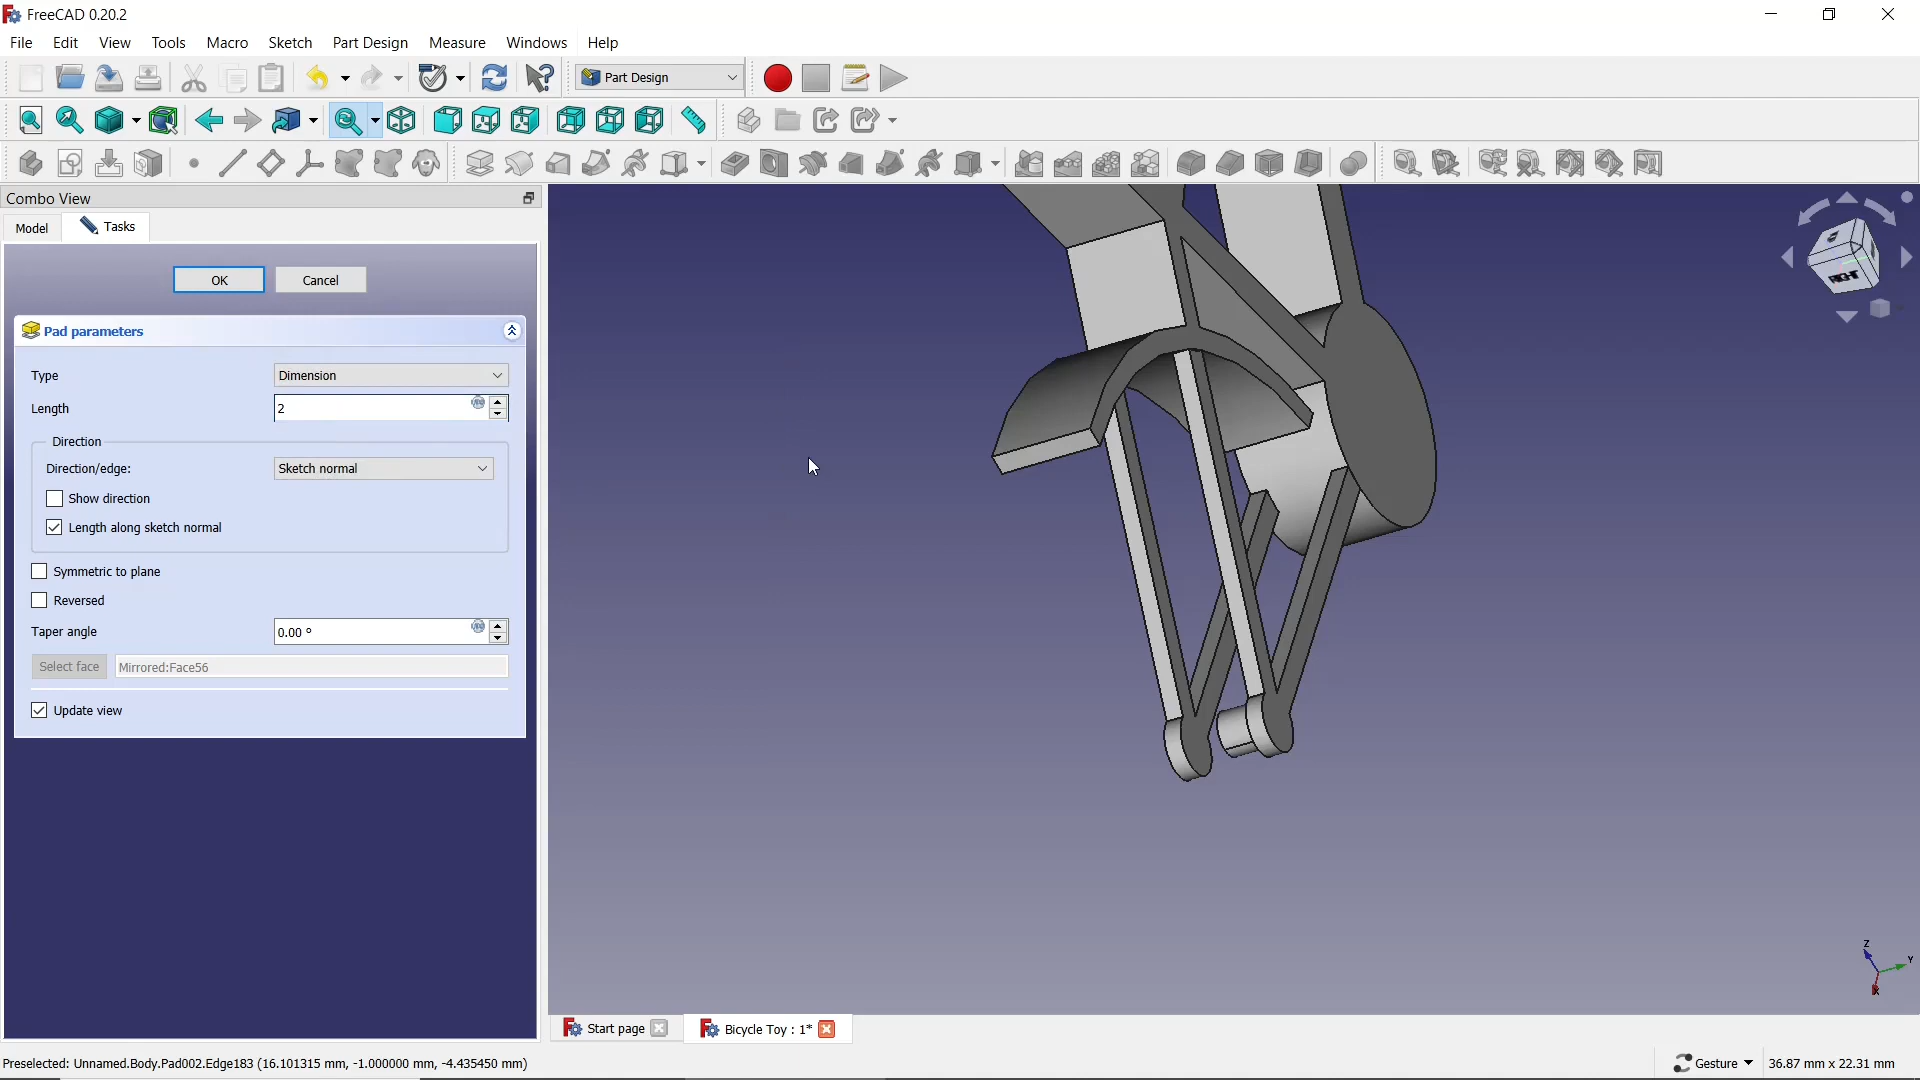 FreeCAD 0.20.2
File Edit View Tools Macro Sketch Part Design Measure Windows Help
Part Design
Combo View
Model Tasks
OK Cancel
Pad parameters
Type Dimension
Length 2
Direction
Direction/edge: Sketch normal
Show direction
Length along sketch normal
Symmetric to plane
Reversed
Taper angle 0.00 °
Select face Mirrored:Face56
Update view
RIGHT
Z
Y
Start page Bicycle Toy : 1*
Preselected: Unnamed.Body.Pad002.Edge183 (16.101315 mm, -1.000000 mm, -4.435450 mm) Gesture 36.87 mm x 22.31 mm